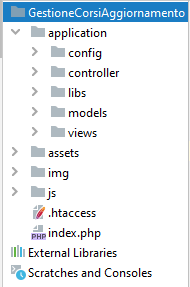 GestioneCorsiAggiornamento
application
config
controller
libs
models
views
assets
img
js
.htaccess
PHP index.php
External Libraries
Scratches and Consoles